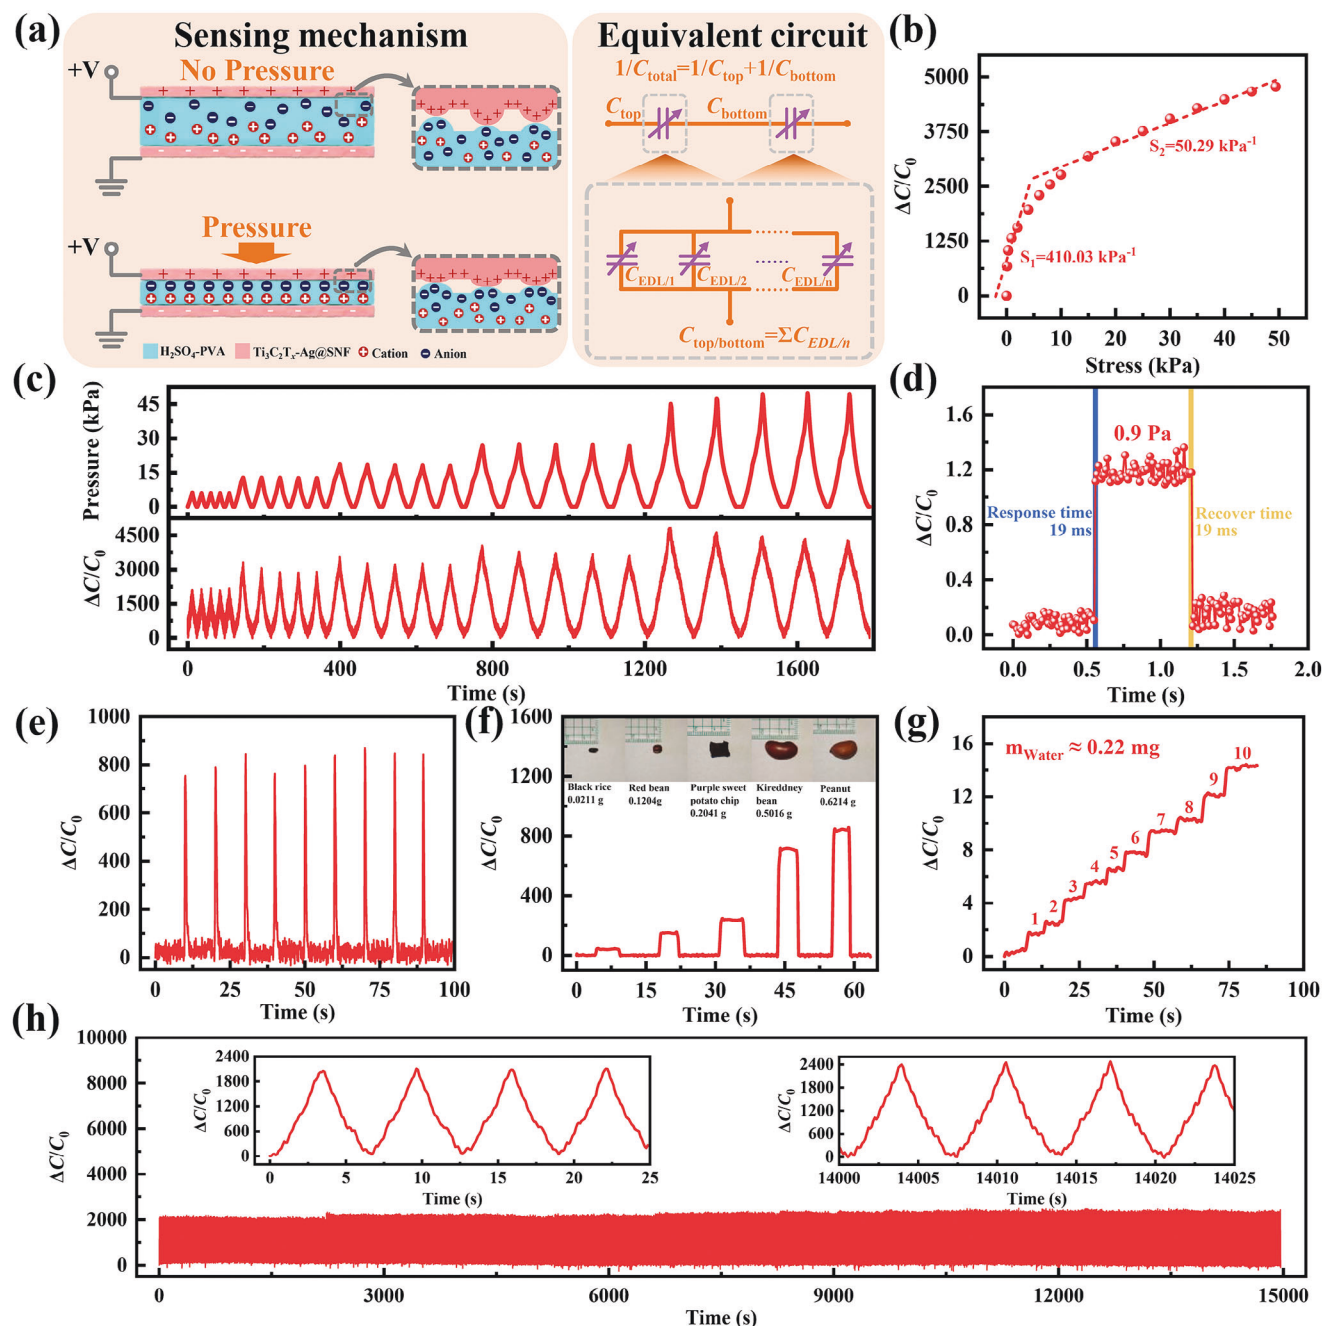 (a)
Sensing mechanism
+V
No Pressure
+V
Pressure
H₂SO₄-PVA
Ti₃C₂Tₓ-Ag@SNF
Cation
Anion
Equivalent circuit
1/C_total=1/C_top+1/C_bottom
C_top
C_bottom
C_EDL/1
C_EDL/2
C_EDL/n
C_top/bottom=ΣC_EDL/n
(b)
5000
3750
2500
1250
0
ΔC/C₀
S₂=50.29 kPa⁻¹
S₁=410.03 kPa⁻¹
0 10 20 30 40 50
Stress (kPa)
(c)
45
30
15
0
Pressure (kPa)
4500
3000
1500
0
ΔC/C₀
0 400 800 1200 1600
Time (s)
(d)
1.6
1.2
0.8
0.4
0.0
ΔC/C₀
0.9 Pa
Response time
19 ms
Recover time
19 ms
0.0 0.5 1.0 1.5 2.0
Time (s)
(e)
1000
800
600
400
200
0
ΔC/C₀
0 25 50 75 100
Time (s)
(f)
1600
1200
800
400
0
ΔC/C₀
Black rice
0.0211 g
Red bean
0.1204g
Purple sweet
potato chip
0.2041 g
Kireddney
bean
0.5016 g
Peanut
0.6214 g
0 15 30 45 60
Time (s)
(g)
16
12
8
4
0
ΔC/C₀
m_Water ≈ 0.22 mg
1
2
3
4
5
6
7
8
9
10
0 25 50 75 100
Time (s)
(h)
10000
8000
6000
4000
2000
0
ΔC/C₀
2400
1800
1200
600
0
ΔC/C₀
0 5 10 15 20 25
Time (s)
2400
1800
1200
600
0
ΔC/C₀
14000 14005 14010 14015 14020 14025
Time (s)
0 3000 6000 9000 12000 15000
Time (s)